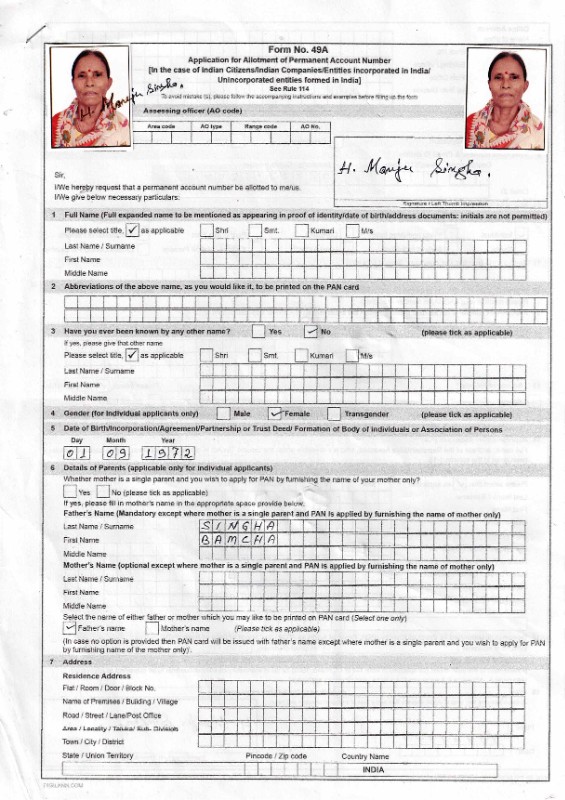 Form No. 49A
Application for Allotment of Permanent Account Number
[In the case of Indian Citizens/Indian Companies/Entities incorporated in India/
Unincorporated entities formed in India]
See Rule 114
To avoid mistake (s), please follow the accompanying instructions and examples before filling up the form
Assessing officer (AO code)
Area code AO type Range code AO No.
H. Manju Singha.
H. Manju Singha.
Signature / Left Thumb Impression
Sir,
I/We hereby request that a permanent account number be allotted to me/us.
I/We give below necessary particulars:
1 Full Name (Full expanded name to be mentioned as appearing in proof of identity/date of birth/address documents: initials are not permitted)
Please select title, ✓ as applicable Shri Smt. Kumari M/s
Last Name / Surname
First Name
Middle Name
2 Abbreviations of the above name, as you would like it, to be printed on the PAN card
3 Have you ever been known by any other name? Yes ✓ No (please tick as applicable)
If yes, please give that other name
Please select title, ✓ as applicable Shri Smt. Kumari M/s
Last Name / Surname
First Name
Middle Name
4 Gender (for Individual applicants only) Male ✓ Female Transgender (please tick as applicable)
5 Date of Birth/Incorporation/Agreement/Partnership or Trust Deed/ Formation of Body of Individuals or Association of Persons
Day Month Year
01 09 1972
6 Details of Parents (applicable only for individual applicants)
Whether mother is a single parent and you wish to apply for PAN by furnishing the name of your mother only?
Yes No (please tick as applicable)
If yes, please fill in mother's name in the appropriate space provide below.
Father's Name (Mandatory except where mother is a single parent and PAN is applied by furnishing the name of mother only)
Last Name / Surname SINGHA
First Name BAMCHA
Middle Name
Mother's Name (optional except where mother is a single parent and PAN is applied by furnishing the name of mother only)
Last Name / Surname
First Name
Middle Name
Select the name of either father or mother which you may like to be printed on PAN card (Select one only)
✓ Father's name Mother's name (Please tick as applicable)
(In case no option is provided then PAN card will be issued with father's name except where mother is a single parent and you wish to apply for PAN
by furnishing name of the mother only).
7 Address
Residence Address
Flat / Room / Door / Block No.
Name of Premises / Building / Village
Road / Street / Lane/Post Office
Area / Locality / Taluka/ Sub- Division
Town / City / District
State / Union Territory Pincode / Zip code Country Name
INDIA